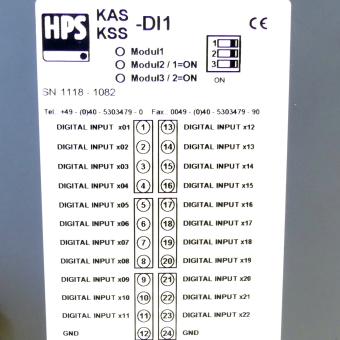 HPS KAS KSS -DI1 CE
Modul1
Modul2 / 1=ON
Modul3 / 2=ON
1
2
3
ON
SN 1118 - 1082
Tel. +49 - (0)40 - 5303479 - 0 Fax. 0049 - (0)40 - 5303479 - 90
DIGITAL INPUT x01 1 13 DIGITAL INPUT x12
DIGITAL INPUT x02 2 14 DIGITAL INPUT x13
DIGITAL INPUT x03 3 15 DIGITAL INPUT x14
DIGITAL INPUT x04 4 16 DIGITAL INPUT x15
DIGITAL INPUT x05 5 17 DIGITAL INPUT x16
DIGITAL INPUT x06 6 18 DIGITAL INPUT x17
DIGITAL INPUT x07 7 19 DIGITAL INPUT x18
DIGITAL INPUT x08 8 20 DIGITAL INPUT x19
DIGITAL INPUT x09 9 21 DIGITAL INPUT x20
DIGITAL INPUT x10 10 22 DIGITAL INPUT x21
DIGITAL INPUT x11 11 23 DIGITAL INPUT x22
GND 12 24 GND